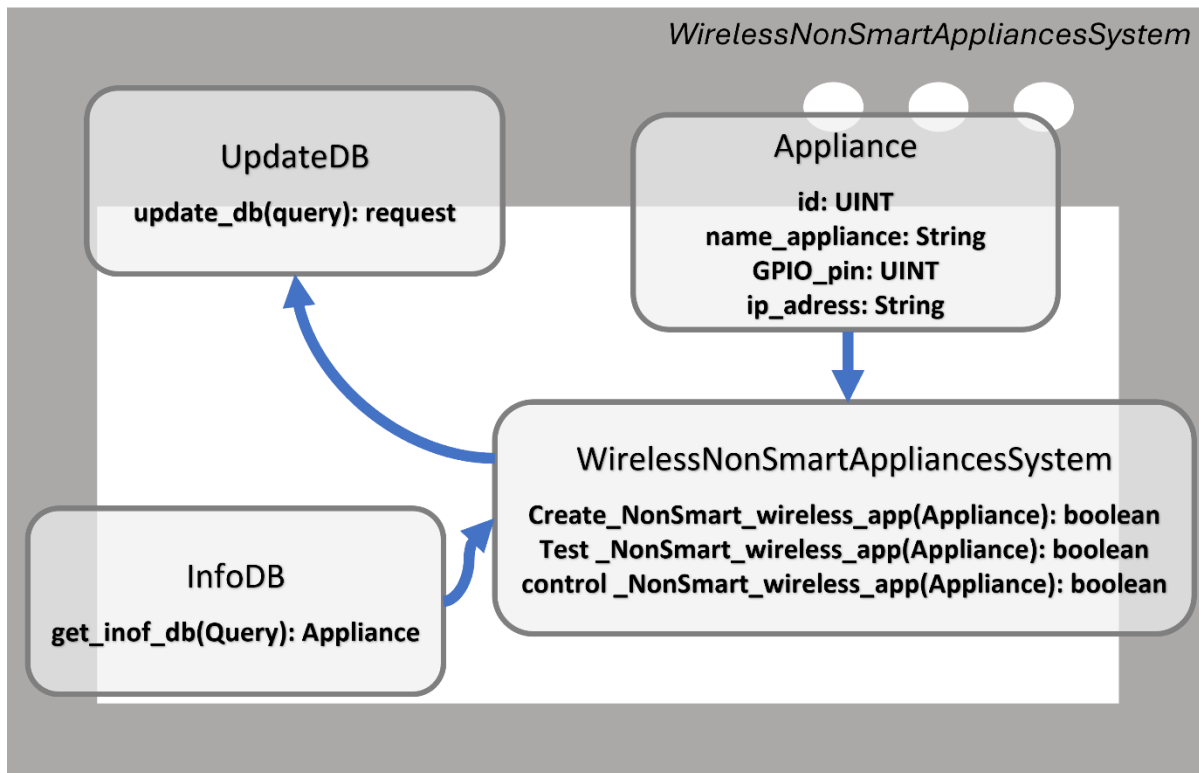 WirelessNonSmartAppliancesSystem
UpdateDB
update_db(query): request
Appliance
id: UINT
name_appliance: String
GPIO_pin: UINT
ip_adress: String
WirelessNonSmartAppliancesSystem
Create_NonSmart_wireless_app(Appliance): boolean
Test _NonSmart_wireless_app(Appliance): boolean
control _NonSmart_wireless_app(Appliance): boolean
InfoDB
get_inof_db(Query): Appliance